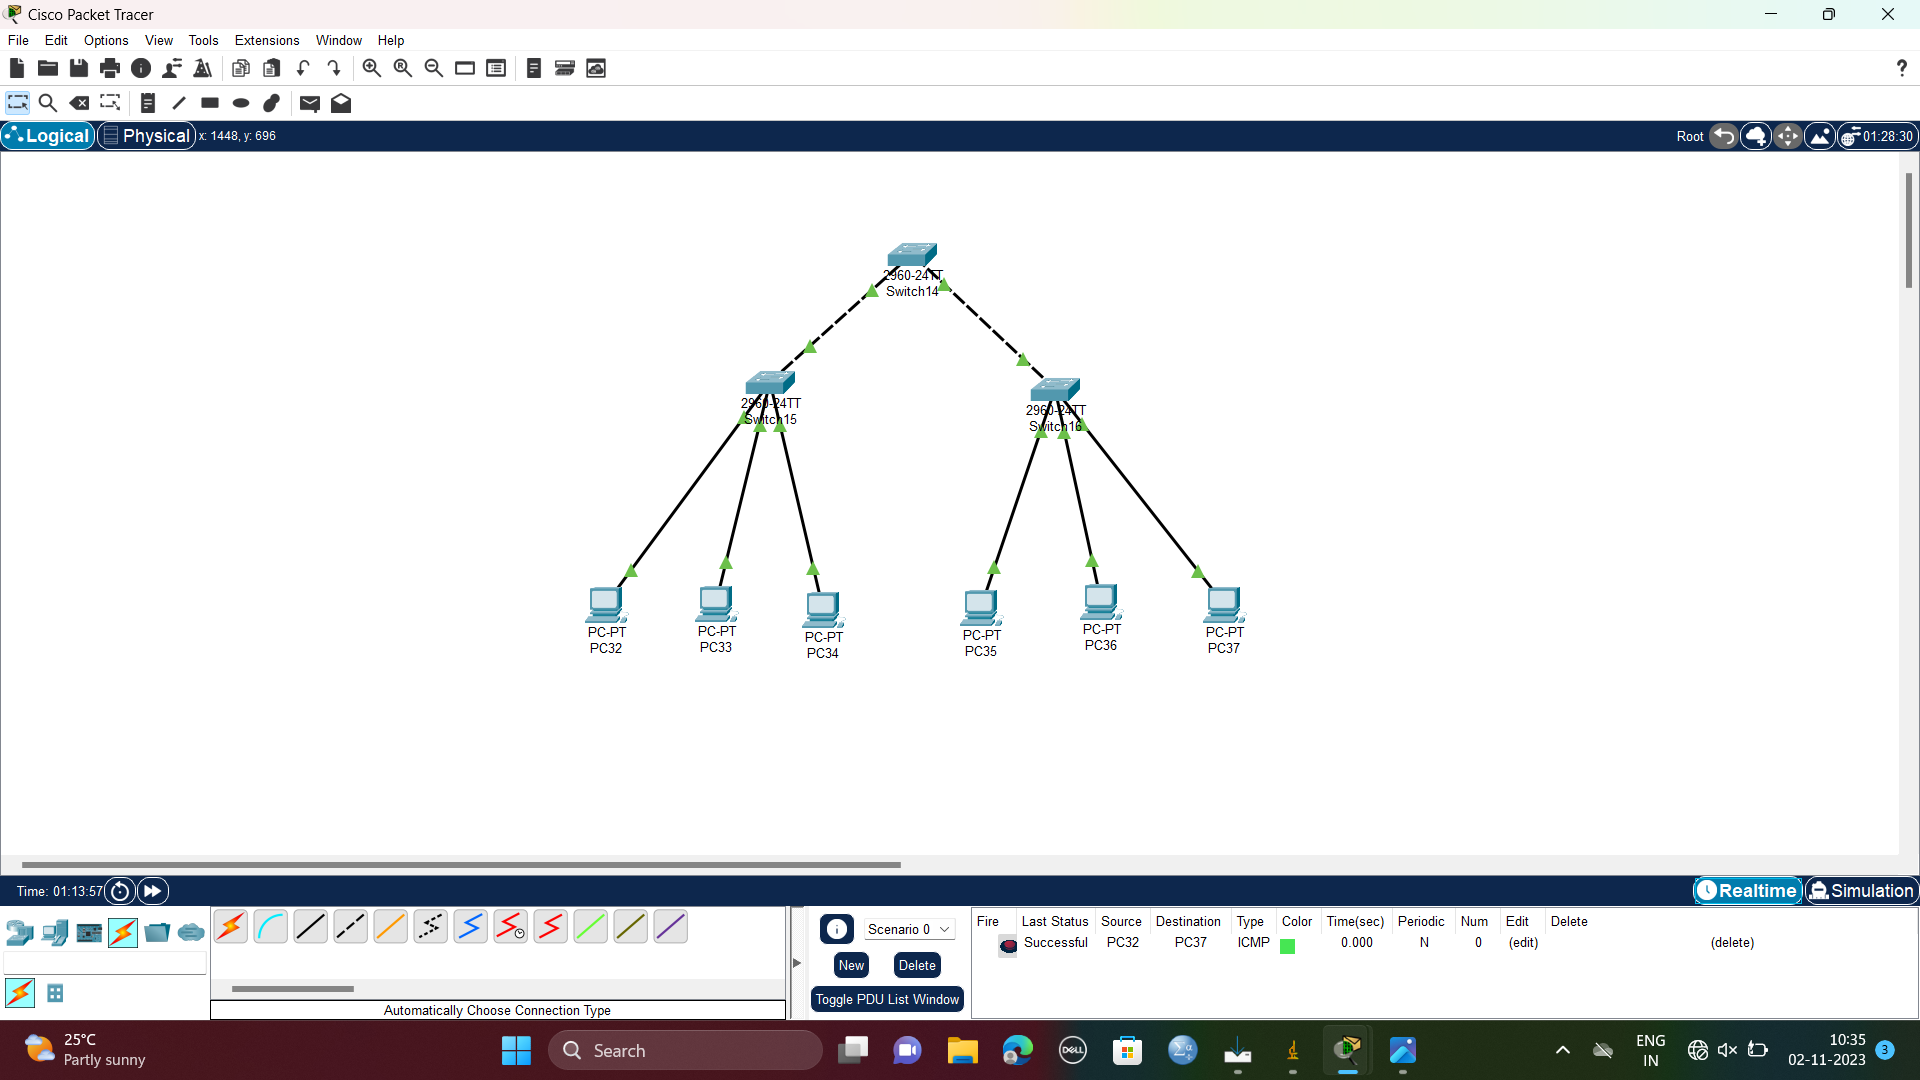 Cisco Packet Tracer
File Edit Options View Tools Extensions Window Help
?
Logical Physical x: 1448, y: 696 Root 01:28:30
2960-24TT
Switch14
2960-24TT
Switch15
2960-24TT
Switch16
PC-PT
PC32
PC-PT
PC33
PC-PT
PC34
PC-PT
PC35
PC-PT
PC36
PC-PT
PC37
Time: 01:13:57 Realtime Simulation
Scenario 0
New Delete
Toggle PDU List Window
Automatically Choose Connection Type
Fire Last Status Source Destination Type Color Time(sec) Periodic Num Edit Delete
Successful PC32 PC37 ICMP 0.000 N 0 (edit) (delete)
25°C
Partly sunny
Search
DELL
Σα
ENG
IN
10:35
02-11-2023
3